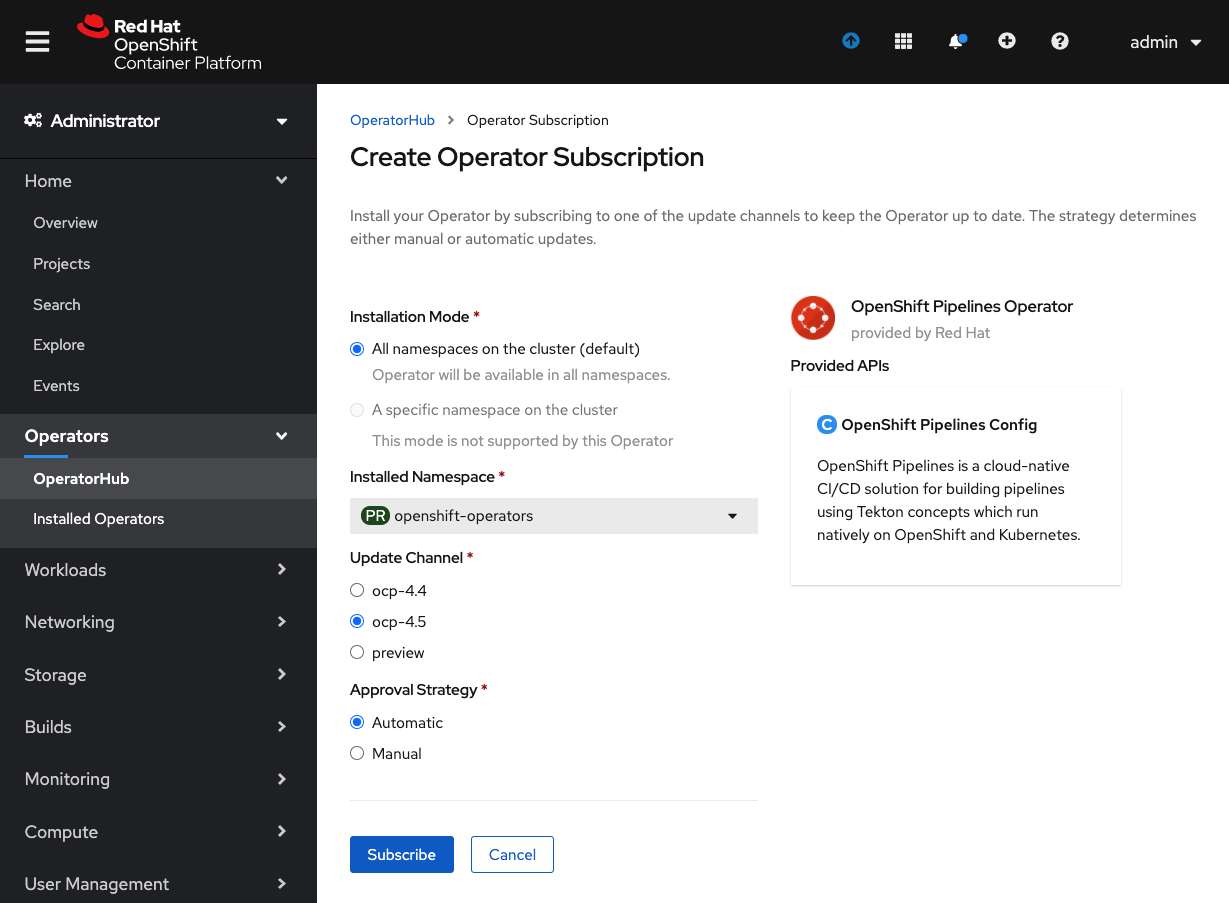 Red Hat
OpenShift
Container Platform
admin
Administrator
Home
Overview
Projects
Search
Explore
Events
Operators
OperatorHub
Installed Operators
Workloads
Networking
Storage
Builds
Monitoring
Compute
User Management
OperatorHub > Operator Subscription
Create Operator Subscription
Install your Operator by subscribing to one of the update channels to keep the Operator up to date. The strategy determines
either manual or automatic updates.
Installation Mode *
All namespaces on the cluster (default)
Operator will be available in all namespaces.
A specific namespace on the cluster
This mode is not supported by this Operator
Installed Namespace *
PR openshift-operators
Update Channel *
ocp-4.4
ocp-4.5
preview
Approval Strategy *
Automatic
Manual
Subscribe
Cancel
OpenShift Pipelines Operator
provided by Red Hat
Provided APIs
C OpenShift Pipelines Config
OpenShift Pipelines is a cloud-native
CI/CD solution for building pipelines
using Tekton concepts which run
natively on OpenShift and Kubernetes.